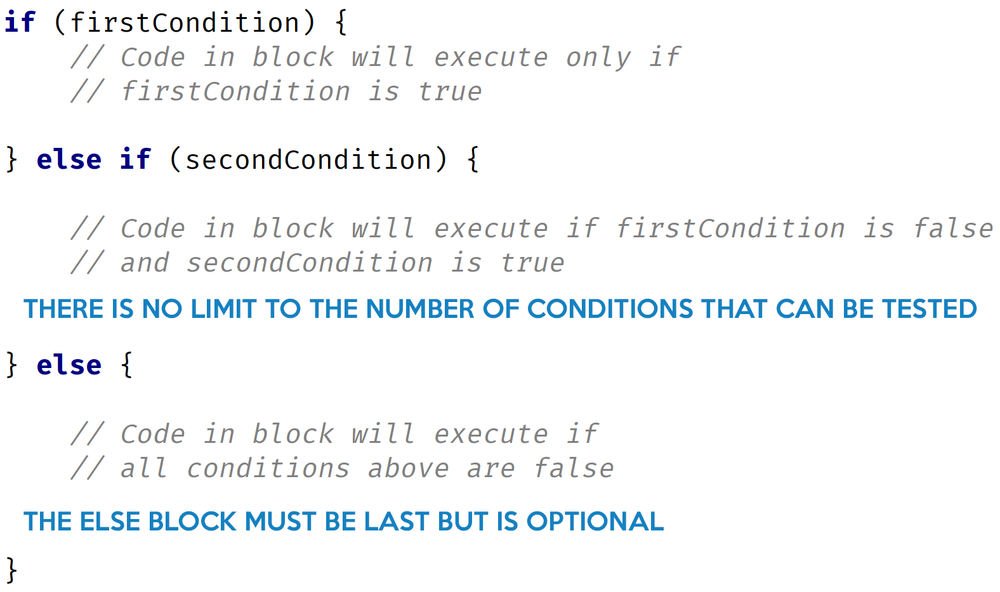 if (firstCondition) {
// Code in block will execute only if
// firstCondition is true
} else if (secondCondition) {
// Code in block will execute if firstCondition is false
// and secondCondition is true
THERE IS NO LIMIT TO THE NUMBER OF CONDITIONS THAT CAN BE TESTED
} else {
// Code in block will execute if
// all conditions above are false
THE ELSE BLOCK MUST BE LAST BUT IS OPTIONAL
}